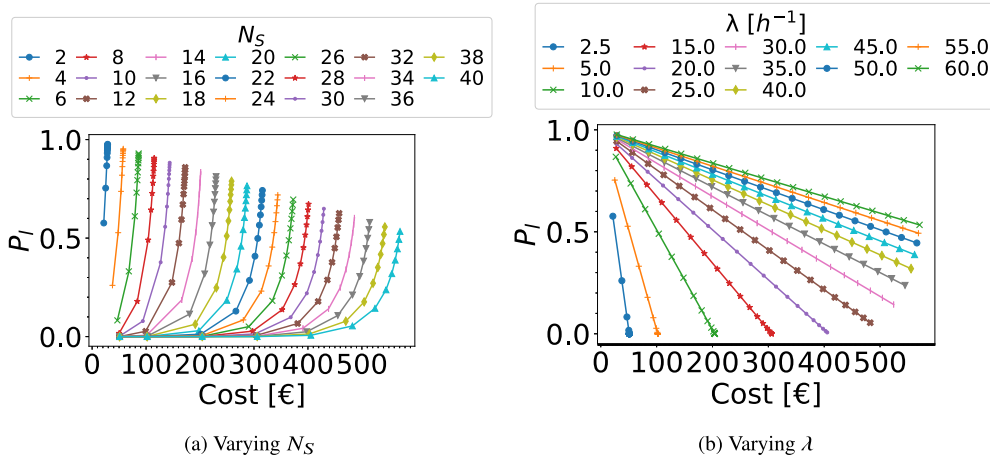 N_S
2 8 14 20 26 32 38
4 10 16 22 28 34 40
6 12 18 24 30 36
1.0
0.5
0.0
P_l
0 100 200 300 400 500
Cost [€]
(a) Varying N_S
λ [h⁻¹]
2.5 15.0 30.0 45.0 55.0
5.0 20.0 35.0 50.0 60.0
10.0 25.0 40.0
1.0
0.5
0.0
P_l
0 100 200 300 400 500
Cost [€]
(b) Varying λ